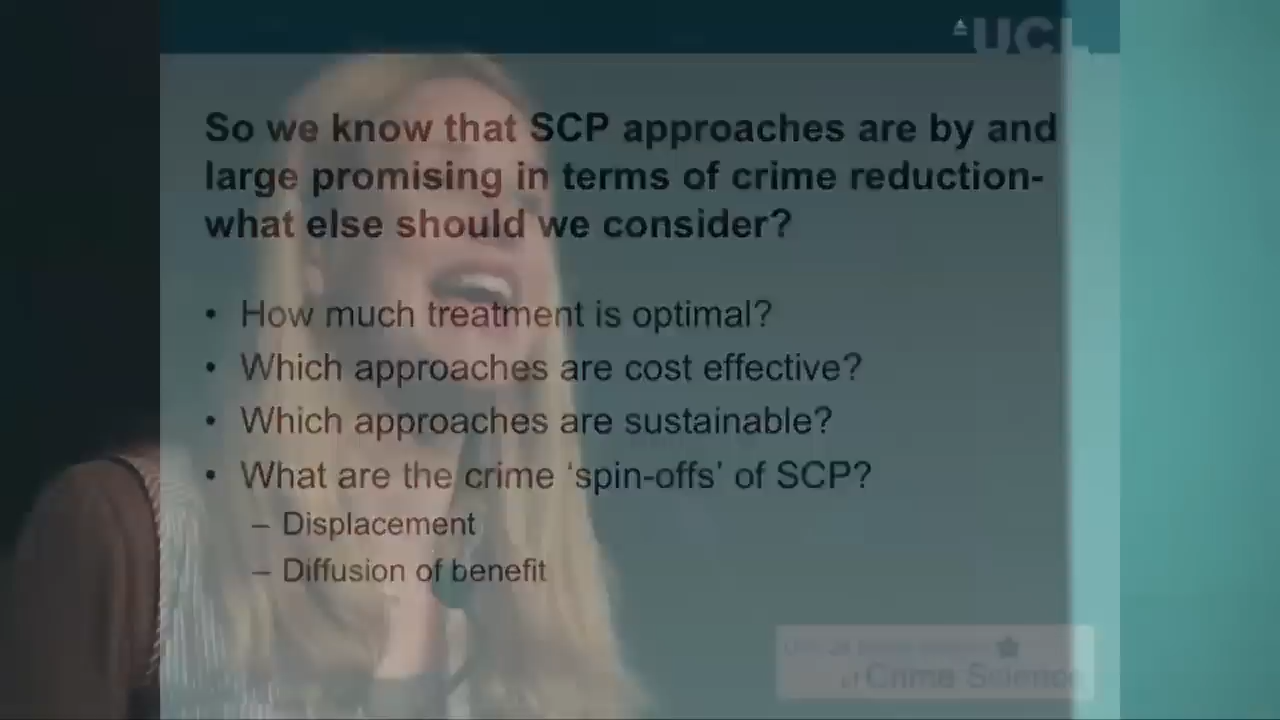 UCL
So we know that SCP approaches are by and
large promising in terms of crime reduction-
what else should we consider?
• How much treatment is optimal?
• Which approaches are cost effective?
• Which approaches are sustainable?
• What are the crime ‘spin-offs’ of SCP?
– Displacement
– Diffusion of benefit
of Crime Science